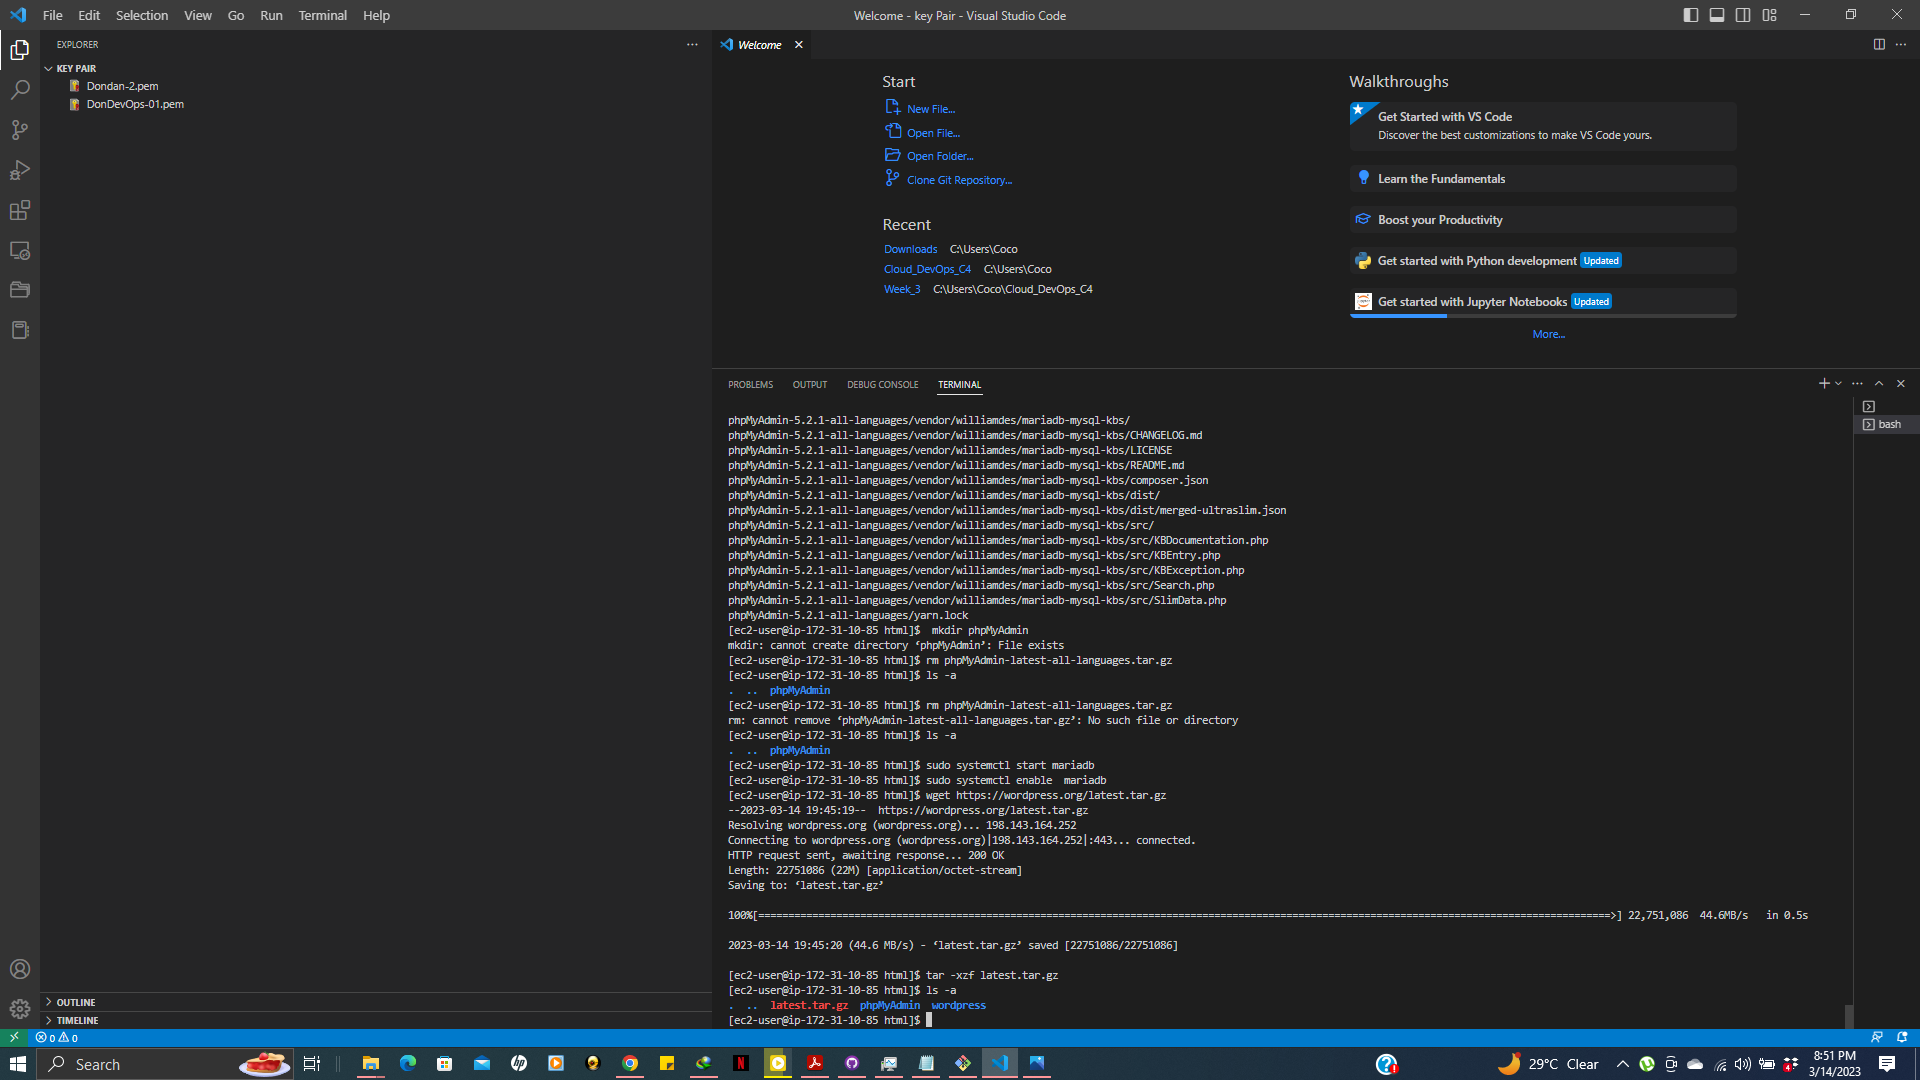 File Edit Selection View Go Run Terminal Help
Welcome - key Pair - Visual Studio Code
EXPLORER
KEY PAIR
Dondan-2.pem
DonDevOps-01.pem
OUTLINE
TIMELINE
Welcome
Start
New File...
Open File...
Open Folder...
Clone Git Repository...
Recent
Downloads C:\Users\Coco
Cloud_DevOps_C4 C:\Users\Coco
Week_3 C:\Users\Coco\Cloud_DevOps_C4
Walkthroughs
Get Started with VS Code
Discover the best customizations to make VS Code yours.
Learn the Fundamentals
Boost your Productivity
Get started with Python development Updated
Get started with Jupyter Notebooks Updated
More...
PROBLEMS OUTPUT DEBUG CONSOLE TERMINAL
bash
phpMyAdmin-5.2.1-all-languages/vendor/williamdes/mariadb-mysql-kbs/
phpMyAdmin-5.2.1-all-languages/vendor/williamdes/mariadb-mysql-kbs/CHANGELOG.md
phpMyAdmin-5.2.1-all-languages/vendor/williamdes/mariadb-mysql-kbs/LICENSE
phpMyAdmin-5.2.1-all-languages/vendor/williamdes/mariadb-mysql-kbs/README.md
phpMyAdmin-5.2.1-all-languages/vendor/williamdes/mariadb-mysql-kbs/composer.json
phpMyAdmin-5.2.1-all-languages/vendor/williamdes/mariadb-mysql-kbs/dist/
phpMyAdmin-5.2.1-all-languages/vendor/williamdes/mariadb-mysql-kbs/dist/merged-ultraslim.json
phpMyAdmin-5.2.1-all-languages/vendor/williamdes/mariadb-mysql-kbs/src/
phpMyAdmin-5.2.1-all-languages/vendor/williamdes/mariadb-mysql-kbs/src/KBDocumentation.php
phpMyAdmin-5.2.1-all-languages/vendor/williamdes/mariadb-mysql-kbs/src/KBEntry.php
phpMyAdmin-5.2.1-all-languages/vendor/williamdes/mariadb-mysql-kbs/src/KBException.php
phpMyAdmin-5.2.1-all-languages/vendor/williamdes/mariadb-mysql-kbs/src/Search.php
phpMyAdmin-5.2.1-all-languages/vendor/williamdes/mariadb-mysql-kbs/src/SlimData.php
phpMyAdmin-5.2.1-all-languages/yarn.lock
[ec2-user@ip-172-31-10-85 html]$  mkdir phpMyAdmin
mkdir: cannot create directory ‘phpMyAdmin’: File exists
[ec2-user@ip-172-31-10-85 html]$ rm phpMyAdmin-latest-all-languages.tar.gz
[ec2-user@ip-172-31-10-85 html]$ ls -a
.  ..  phpMyAdmin
[ec2-user@ip-172-31-10-85 html]$ rm phpMyAdmin-latest-all-languages.tar.gz
rm: cannot remove ‘phpMyAdmin-latest-all-languages.tar.gz’: No such file or directory
[ec2-user@ip-172-31-10-85 html]$ ls -a
.  ..  phpMyAdmin
[ec2-user@ip-172-31-10-85 html]$ sudo systemctl start mariadb
[ec2-user@ip-172-31-10-85 html]$ sudo systemctl enable  mariadb
[ec2-user@ip-172-31-10-85 html]$ wget https://wordpress.org/latest.tar.gz
--2023-03-14 19:45:19--  https://wordpress.org/latest.tar.gz
Resolving wordpress.org (wordpress.org)... 198.143.164.252
Connecting to wordpress.org (wordpress.org)|198.143.164.252|:443... connected.
HTTP request sent, awaiting response... 200 OK
Length: 22751086 (22M) [application/octet-stream]
Saving to: ‘latest.tar.gz’
100%[======================================================================>] 22,751,086  44.6MB/s   in 0.5s
2023-03-14 19:45:20 (44.6 MB/s) - ‘latest.tar.gz’ saved [22751086/22751086]
[ec2-user@ip-172-31-10-85 html]$ tar -xzf latest.tar.gz
[ec2-user@ip-172-31-10-85 html]$ ls -a
.  ..  latest.tar.gz  phpMyAdmin  wordpress
[ec2-user@ip-172-31-10-85 html]$
0 0
Search
29°C Clear
8:51 PM
3/14/2023